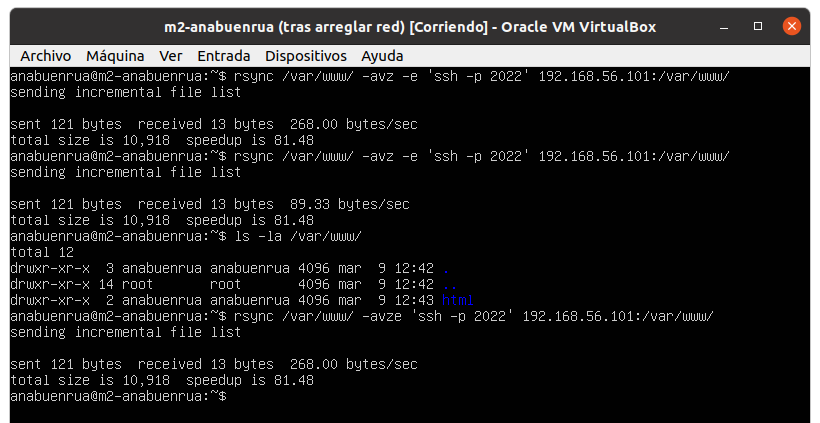 m2-anabuenrua (tras arreglar red) [Corriendo] - Oracle VM VirtualBox
Archivo Máquina Ver Entrada Dispositivos Ayuda
anabuenrua@m2-anabuenrua:~$ rsync /var/www/ -avz -e 'ssh -p 2022' 192.168.56.101:/var/www/
sending incremental file list
sent 121 bytes  received 13 bytes  268.00 bytes/sec
total size is 10,918  speedup is 81.48
anabuenrua@m2-anabuenrua:~$ rsync /var/www/ -avz -e 'ssh -p 2022' 192.168.56.101:/var/www/
sending incremental file list
sent 121 bytes  received 13 bytes  89.33 bytes/sec
total size is 10,918  speedup is 81.48
anabuenrua@m2-anabuenrua:~$ ls -la /var/www/
total 12
drwxr-xr-x  3 anabuenrua anabuenrua 4096 mar  9 12:42 .
drwxr-xr-x 14 root       root       4096 mar  9 12:42 ..
drwxr-xr-x  2 anabuenrua anabuenrua 4096 mar  9 12:43 html
anabuenrua@m2-anabuenrua:~$ rsync /var/www/ -avze 'ssh -p 2022' 192.168.56.101:/var/www/
sending incremental file list
sent 121 bytes  received 13 bytes  268.00 bytes/sec
total size is 10,918  speedup is 81.48
anabuenrua@m2-anabuenrua:~$